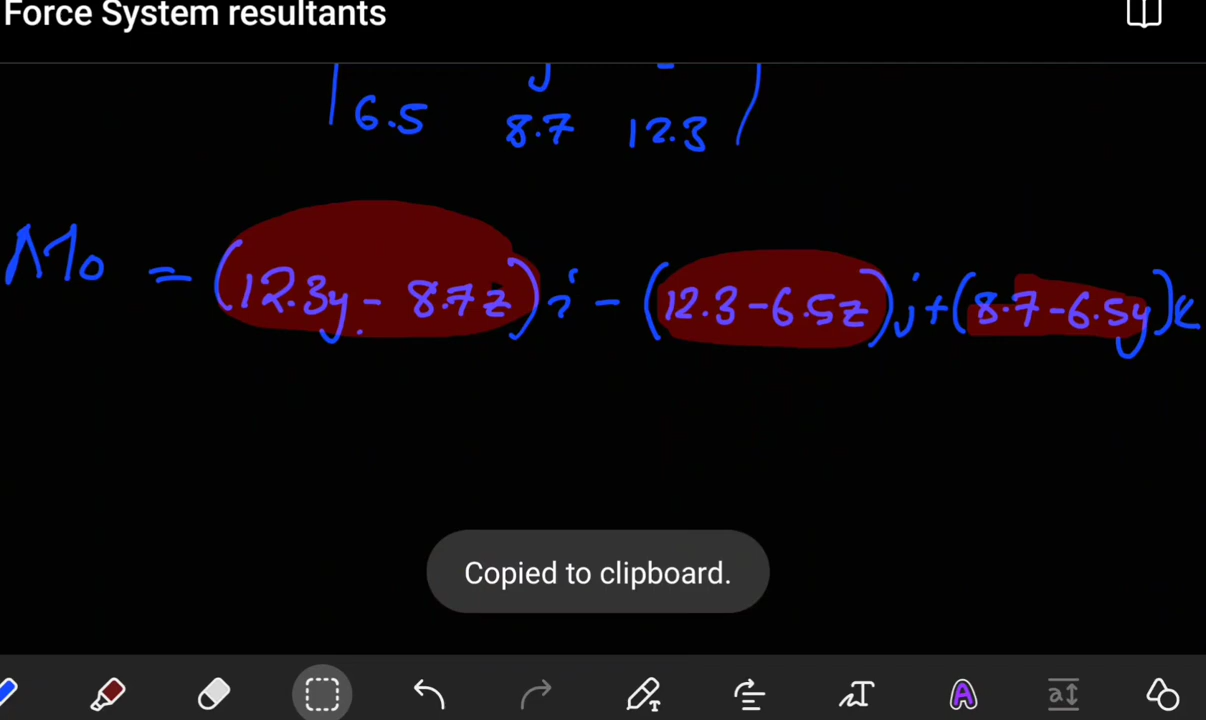 Force System resultants
6.5 8.7 12.3
Mo = (12.3y - 8.7z)i - (12.3-6.5z)j+(8.7-6.5y)k
Copied to clipboard.